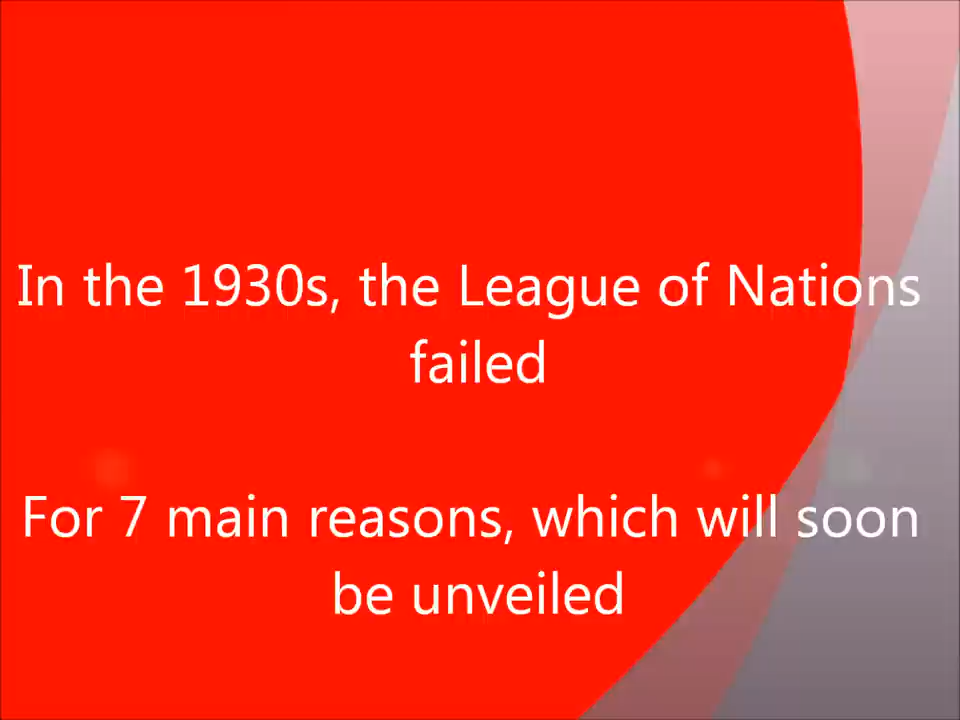 In the 1930s, the League of Nations
failed
For 7 main reasons, which will soon
be unveiled